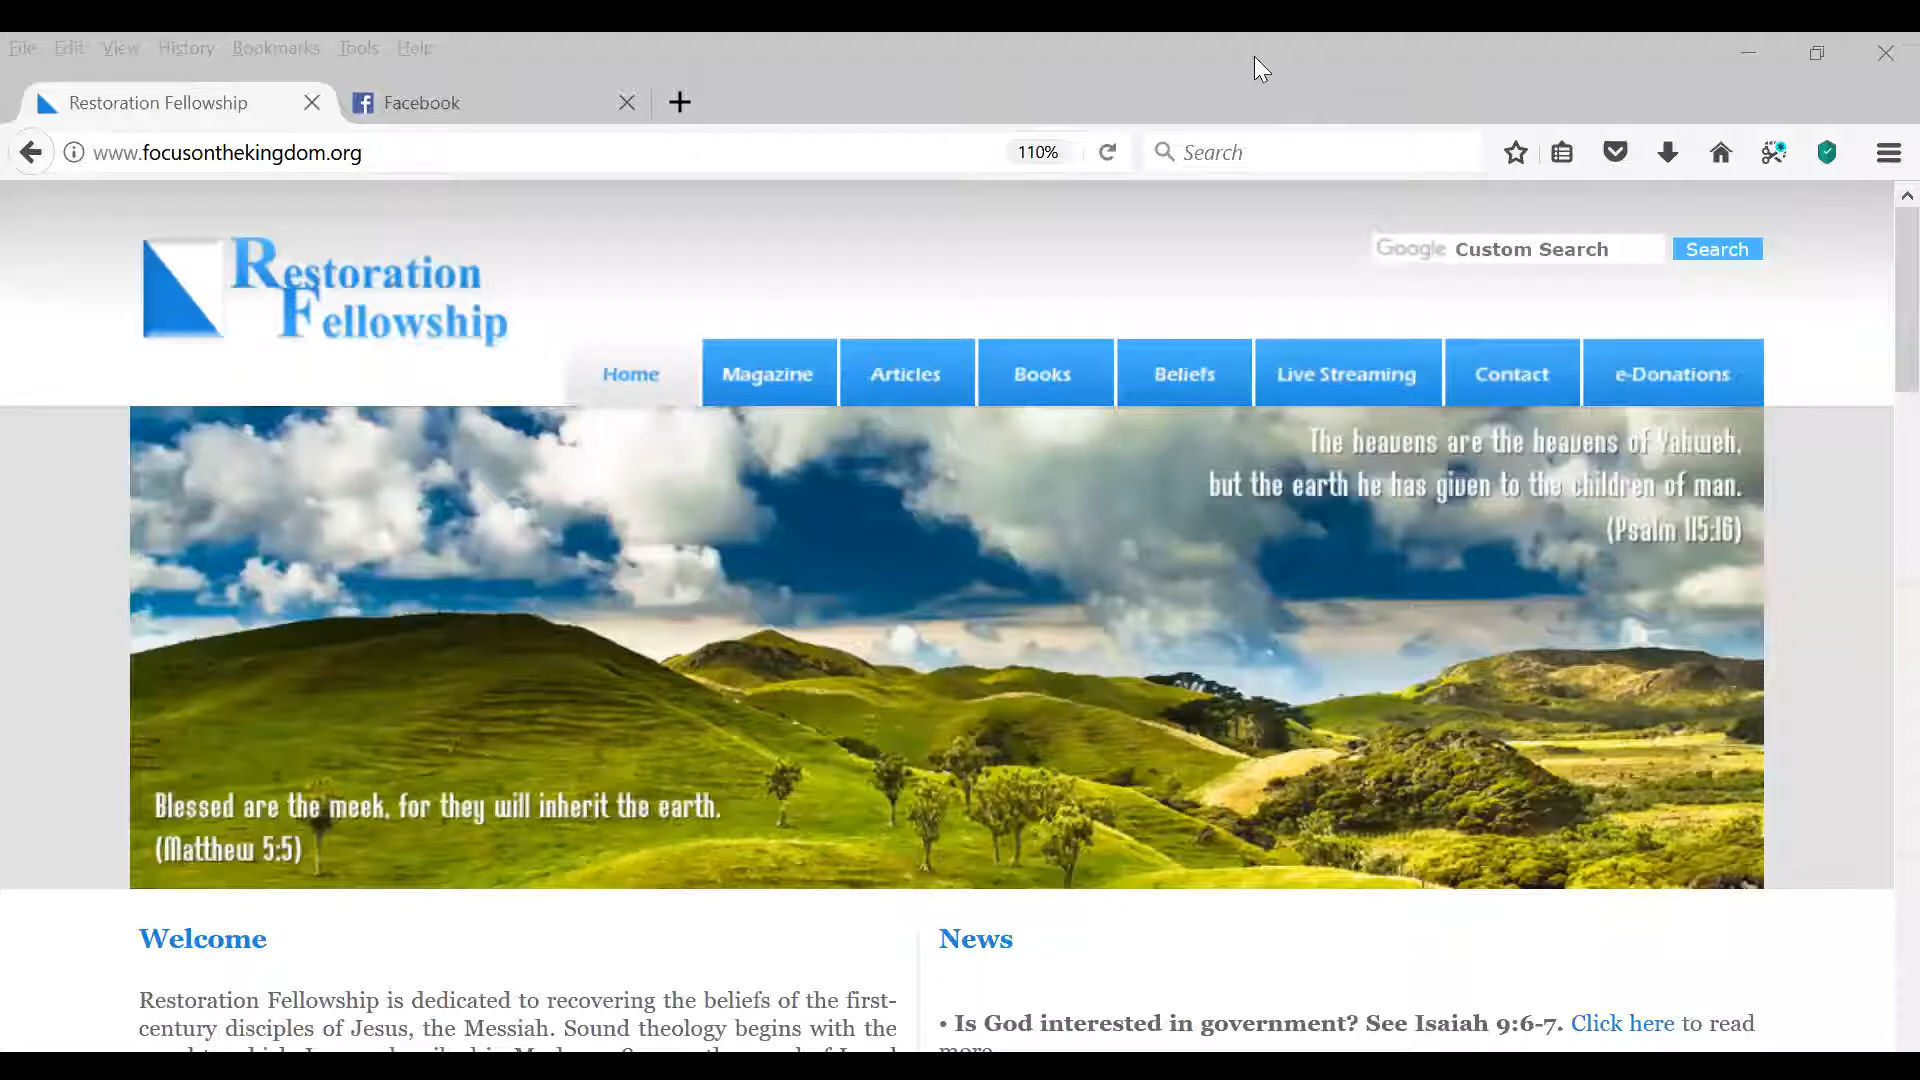 File Edit View History Bookmarks Tools Help
Restoration Fellowship
Facebook
www.focusonthekingdom.org
110%
Search
Restoration
Fellowship
Google Custom Search
Search
Home
Magazine
Articles
Books
Beliefs
Live Streaming
Contact
e-Donations
The heavens are the heavens of Yahweh,
but the earth he has given to the children of man.
(Psalm 115:16)
Blessed are the meek, for they will inherit the earth.
(Matthew 5:5)
Welcome
Restoration Fellowship is dedicated to recovering the beliefs of the first-
century disciples of Jesus, the Messiah. Sound theology begins with the
News
• Is God interested in government? See Isaiah 9:6-7. Click here to read